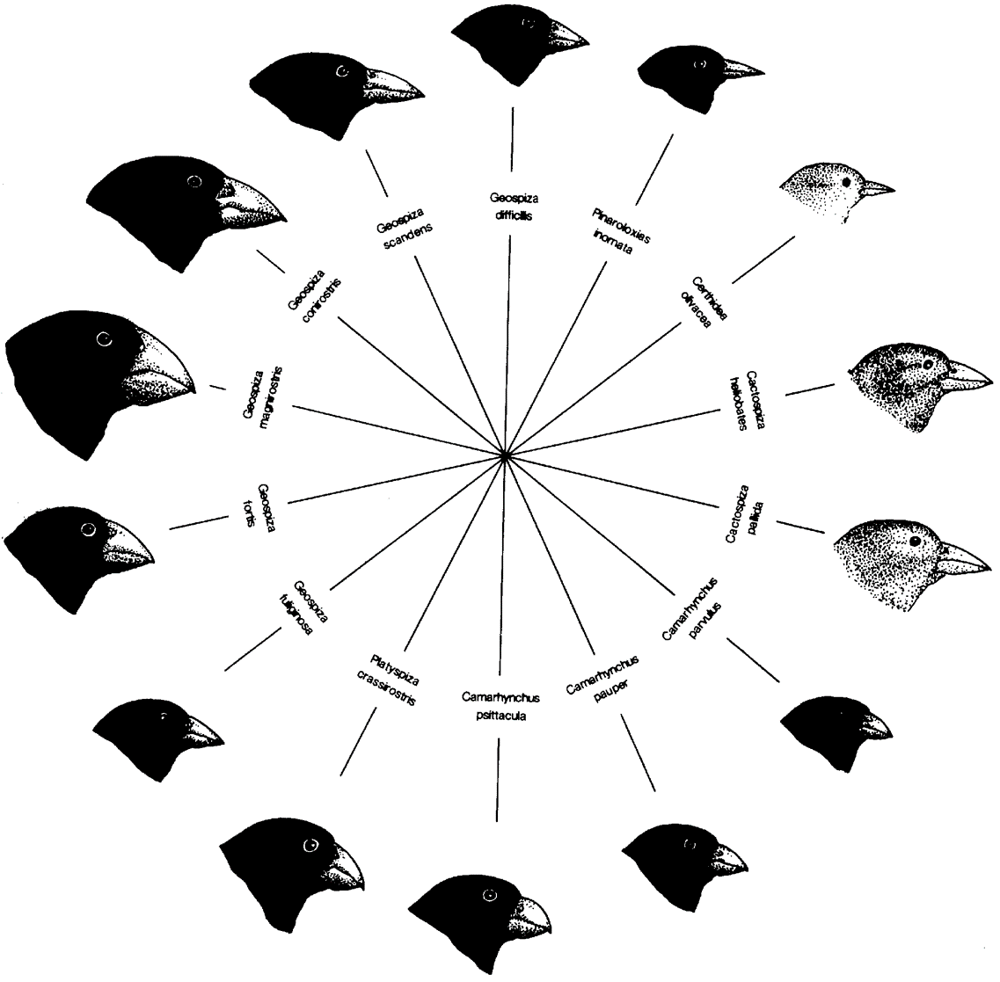 Geospiza
difficilis
Pinaroloxias
inornata
Certhidea
olivacea
Cactospiza
heliobates
Cactospiza
pallida
Camarhynchus
parvulus
Camarhynchus
pauper
Camarhynchus
psittacula
Platyspiza
crassirostris
Geospiza
fuliginosa
Geospiza
fortis
Geospiza
magnirostris
Geospiza
conirostris
Geospiza
scandens